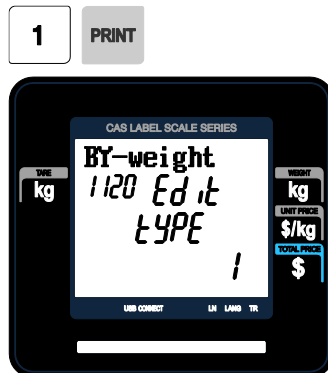 1 PRINT
CAS LABEL SCALE SERIES
BY-weight
TARE
kg
1120 Edit
tYPE
1
WEIGHT
kg
UNIT PRICE
$/kg
TOTAL PRICE
$
USB CONNECT LN LANG TR